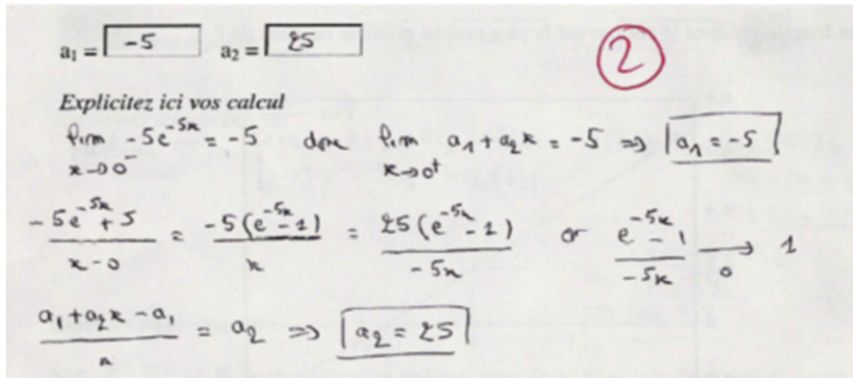 a₁ = -5 a₂ = 25
2
Explicitez ici vos calcul
lim -5e^{-5x} = -5 donc lim a₁ + a₂x = -5 => a₁ = -5
x→0⁻ x→0⁺
(-5e^{-5x} + 5)/(x-0) = (-5(e^{-5x} - 1))/x = (25(e^{-5x} - 1))/(-5x) or (e^{-5x} - 1)/(-5x) →₀ 1
(a₁ + a₂x - a₁)/x = a₂ => a₂ = 25